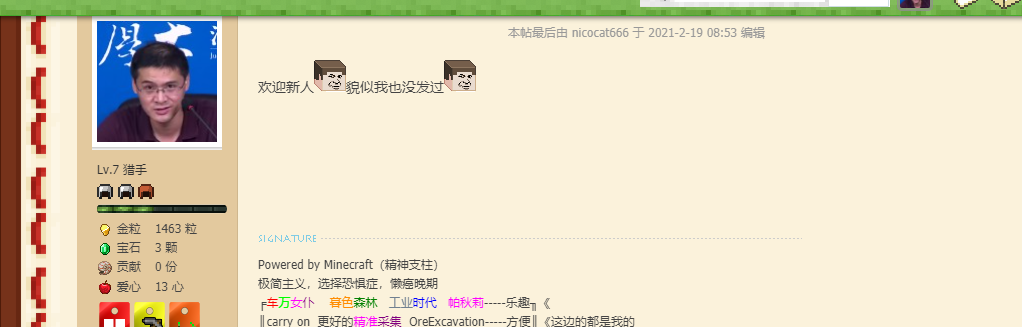 本帖最后由 nicocat666 于 2021-2-19 08:53 编辑
欢迎新人 貌似我也没发过
Lv.7 猎手
金粒 1463 粒
宝石 3 颗
贡献 0 份
爱心 13 心
SIGNATURE
Powered by Minecraft（精神支柱）
极简主义，选择恐惧症，懒癌晚期
╔车万女仆 暮色森林 工业时代 帕秋莉-----乐趣╗《
║carry on 更好的精准采集 OreExcavation-----方便║《这边的都是我的